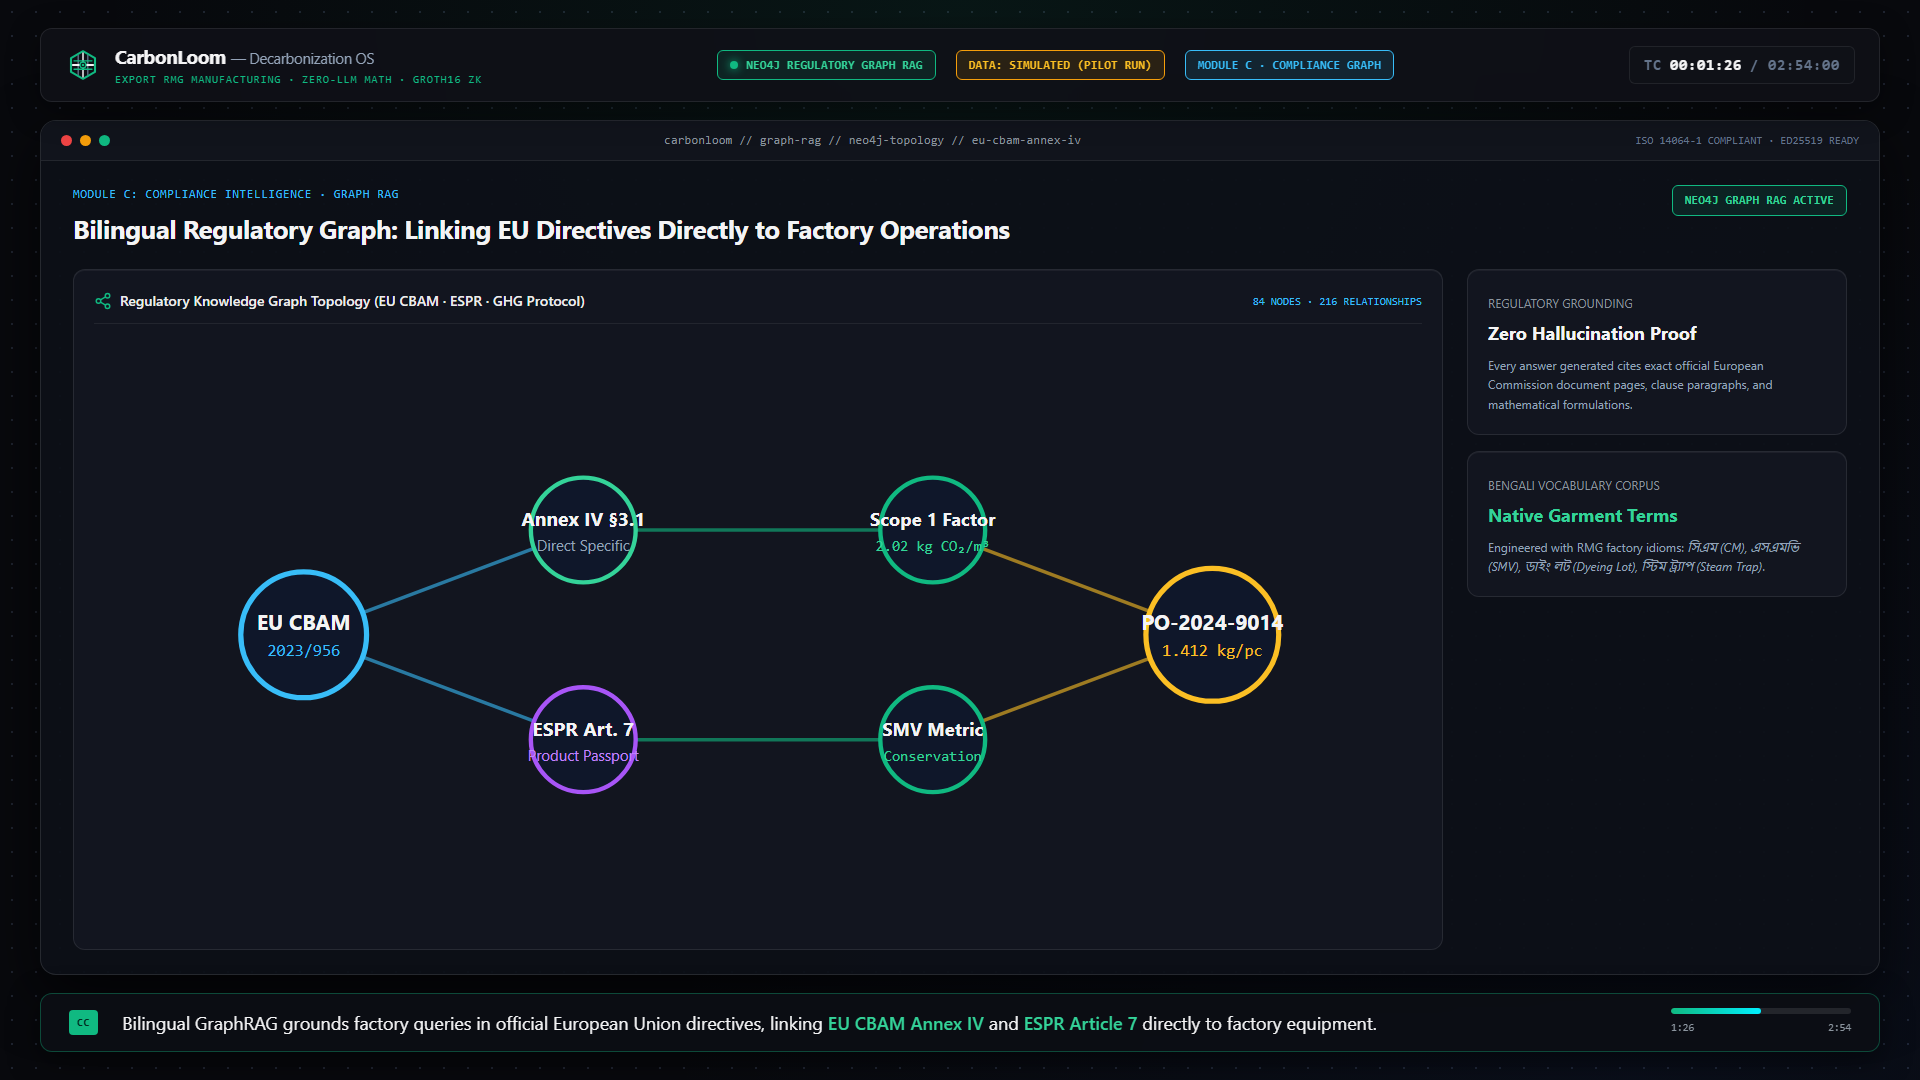 CarbonLoom — Decarbonization OS
EXPORT RMG MANUFACTURING · ZERO-LLM MATH · GROTH16 ZK
NEO4J REGULATORY GRAPH RAG
DATA: SIMULATED (PILOT RUN)
MODULE C · COMPLIANCE GRAPH
TC 00:01:26 / 02:54:00
carbonloom // graph-rag // neo4j-topology // eu-cbam-annex-iv
ISO 14064-1 COMPLIANT · ED25519 READY
MODULE C: COMPLIANCE INTELLIGENCE · GRAPH RAG
Bilingual Regulatory Graph: Linking EU Directives Directly to Factory Operations
NEO4J GRAPH RAG ACTIVE
Regulatory Knowledge Graph Topology (EU CBAM · ESPR · GHG Protocol)
84 NODES · 216 RELATIONSHIPS
EU CBAM
2023/956
Annex IV §3.1
Direct Specific
ESPR Art. 7
Product Passport
Scope 1 Factor
2.02 kg CO₂/m³
SMV Metric
Conservation
PO-2024-9014
1.412 kg/pc
REGULATORY GROUNDING
Zero Hallucination Proof
Every answer generated cites exact official European
Commission document pages, clause paragraphs, and
mathematical formulations.
BENGALI VOCABULARY CORPUS
Native Garment Terms
Engineered with RMG factory idioms: সিএম (CM), এসএমভি
(SMV), ডাইং লট (Dyeing Lot), স্টিম ট্র্যাপ (Steam Trap).
CC
Bilingual GraphRAG grounds factory queries in official European Union directives, linking EU CBAM Annex IV and ESPR Article 7 directly to factory equipment.
1:26
2:54